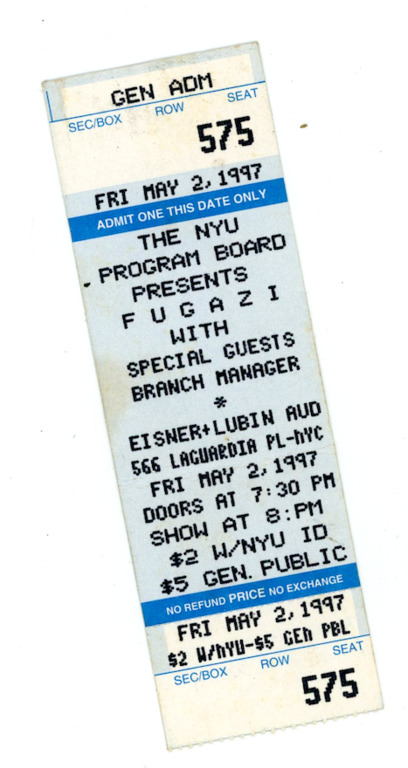 GEN ADM
SEC/BOX ROW SEAT
575
FRI MAY 2, 1997
ADMIT ONE THIS DATE ONLY
THE NYU
PROGRAM BOARD
PRESENTS
F U G A Z I
WITH
SPECIAL GUESTS
BRANCH MANAGER
*
EISNER+LUBIN AUD
566 LAGUARDIA PL-NYC
FRI MAY 2, 1997
DOORS AT 7:30 PM
SHOW AT 8:PM
$2 W/NYU ID
$5 GEN. PUBLIC
NO REFUND PRICE NO EXCHANGE
FRI MAY 2, 1997
$2 W/NYU-$5 GEN PBL
SEC/BOX ROW SEAT
575